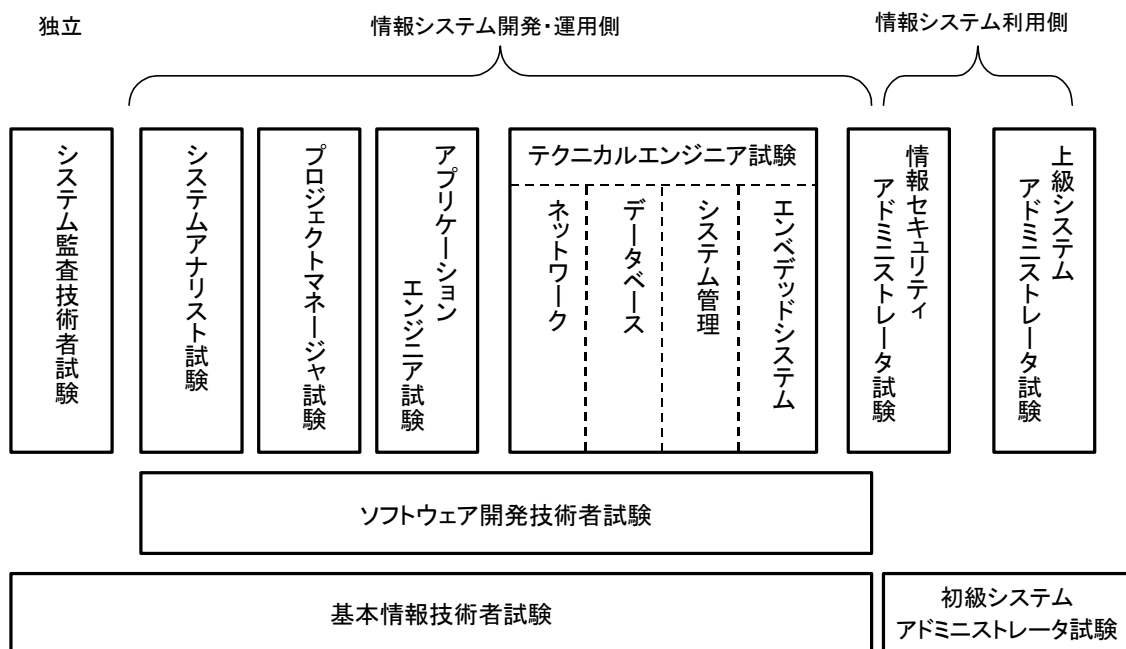 独立
情報システム開発・運用側
情報システム利用側
システム監査技術者試験
システムアナリスト試験
プロジェクトマネージャ試験
アプリケーション
エンジニア試験
テクニカルエンジニア試験
ネットワーク
データベース
システム管理
エンベデッドシステム
情報セキュリティ
アドミニストレータ試験
上級システム
アドミニストレータ試験
ソフトウェア開発技術者試験
基本情報技術者試験
初級システム
アドミニストレータ試験